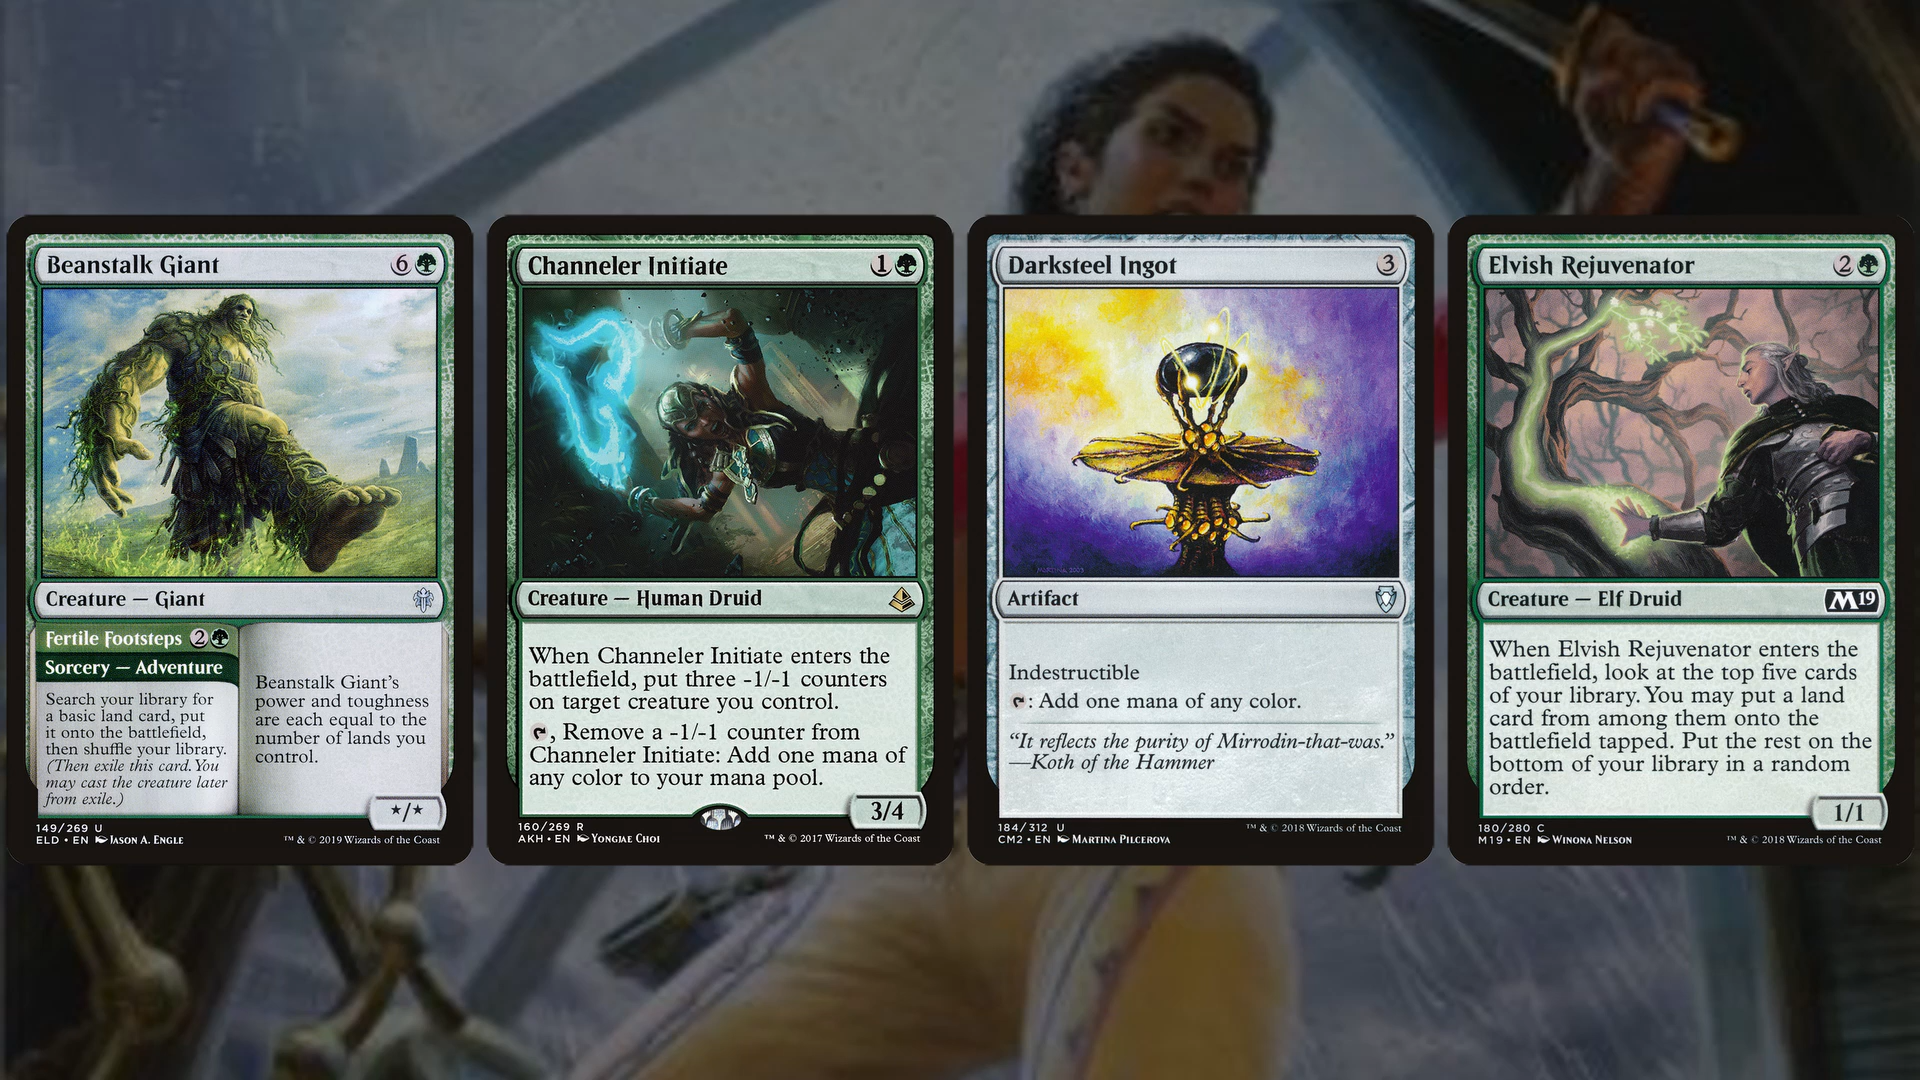 Beanstalk Giant 6
Creature — Giant
Fertile Footsteps 2
Sorcery — Adventure
Search your library for
a basic land card, put
it onto the battlefield,
then shuffle your library.
(Then exile this card. You
may cast the creature later
from exile.)
Beanstalk Giant's
power and toughness
are each equal to the
number of lands you
control.
*/*
149/269 U
ELD • EN JASON A. ENGLE
™ & © 2019 Wizards of the Coast
Channeler Initiate 1
Creature — Human Druid
When Channeler Initiate enters the
battlefield, put three -1/-1 counters
on target creature you control.
, Remove a -1/-1 counter from
Channeler Initiate: Add one mana of
any color to your mana pool.
3/4
160/269 R
AKH • EN YONGJAE CHOI
™ & © 2017 Wizards of the Coast
Darksteel Ingot 3
Artifact
Indestructible
: Add one mana of any color.
“It reflects the purity of Mirrodin-that-was.”
—Koth of the Hammer
184/312 U
CM2 • EN MARTINA PILCEROVA
™ & © 2018 Wizards of the Coast
Elvish Rejuvenator 2
Creature — Elf Druid
M19
When Elvish Rejuvenator enters the
battlefield, look at the top five cards
of your library. You may put a land
card from among them onto the
battlefield tapped. Put the rest on the
bottom of your library in a random
order.
1/1
180/280 C
M19 • EN WINONA NELSON
™ & © 2018 Wizards of the Coast